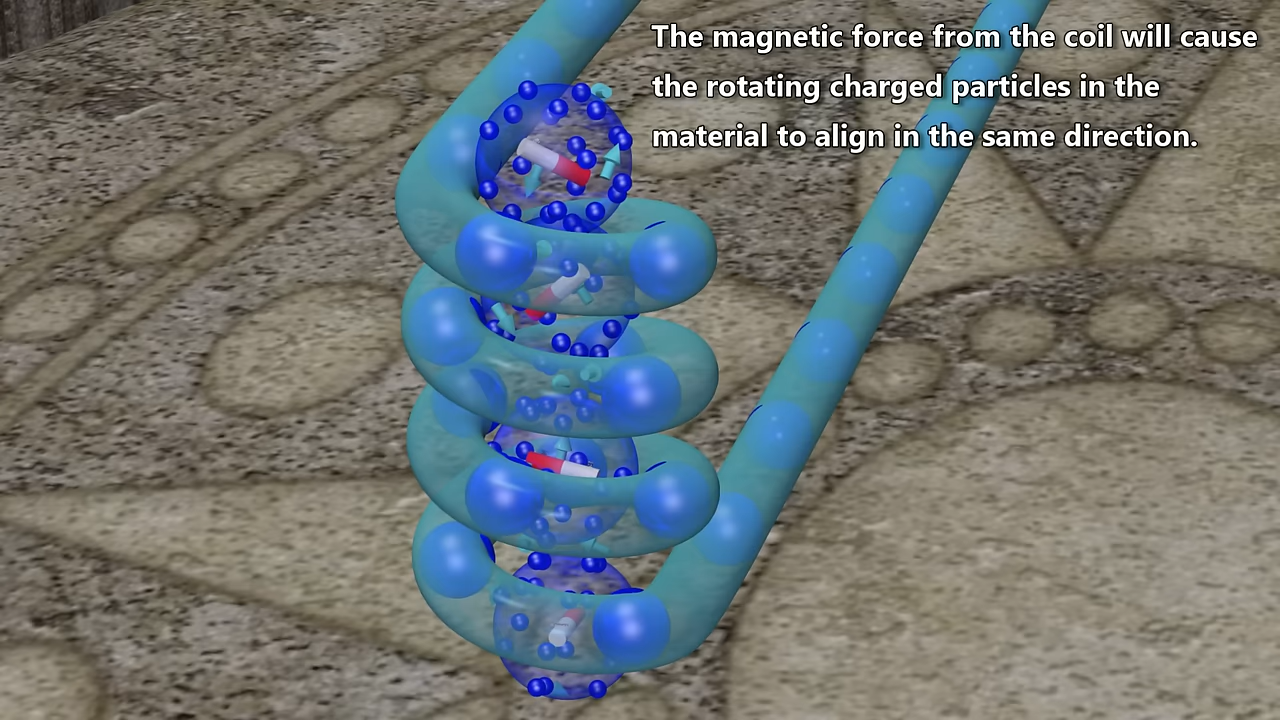 The magnetic force from the coil will cause
the rotating charged particles in the
material to align in the same direction.